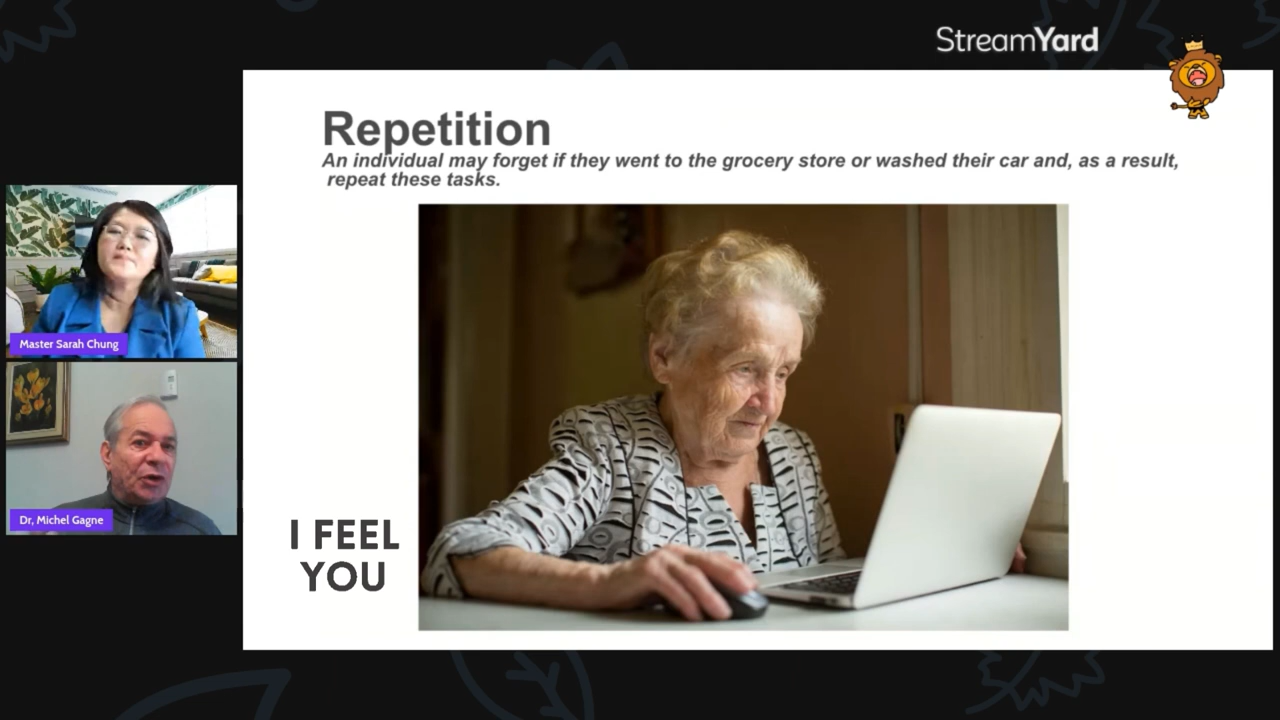 StreamYard
Repetition
An individual may forget if they went to the grocery store or washed their car and, as a result,
repeat these tasks.
Master Sarah Chung
Dr, Michel Gagne
I FEEL
YOU